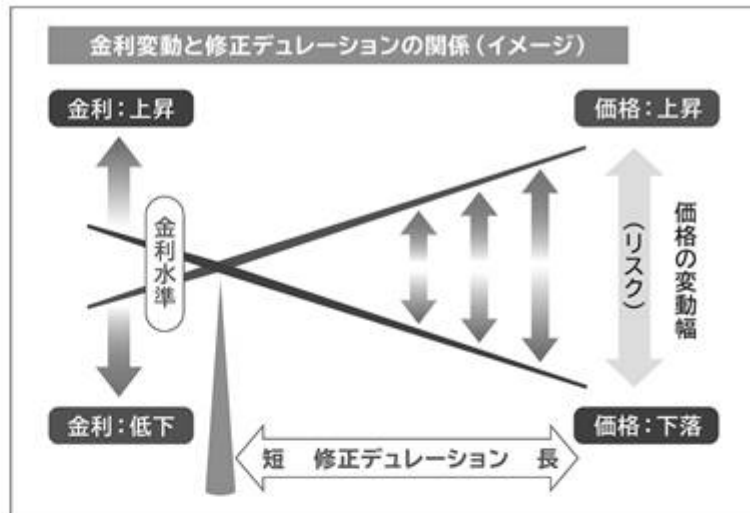 金利変動と修正デュレーションの関係(イメージ)
金利:上昇
価格:上昇
金利水準
(リスク)
価格の変動幅
金利:低下
価格:下落
短 修正デュレーション 長